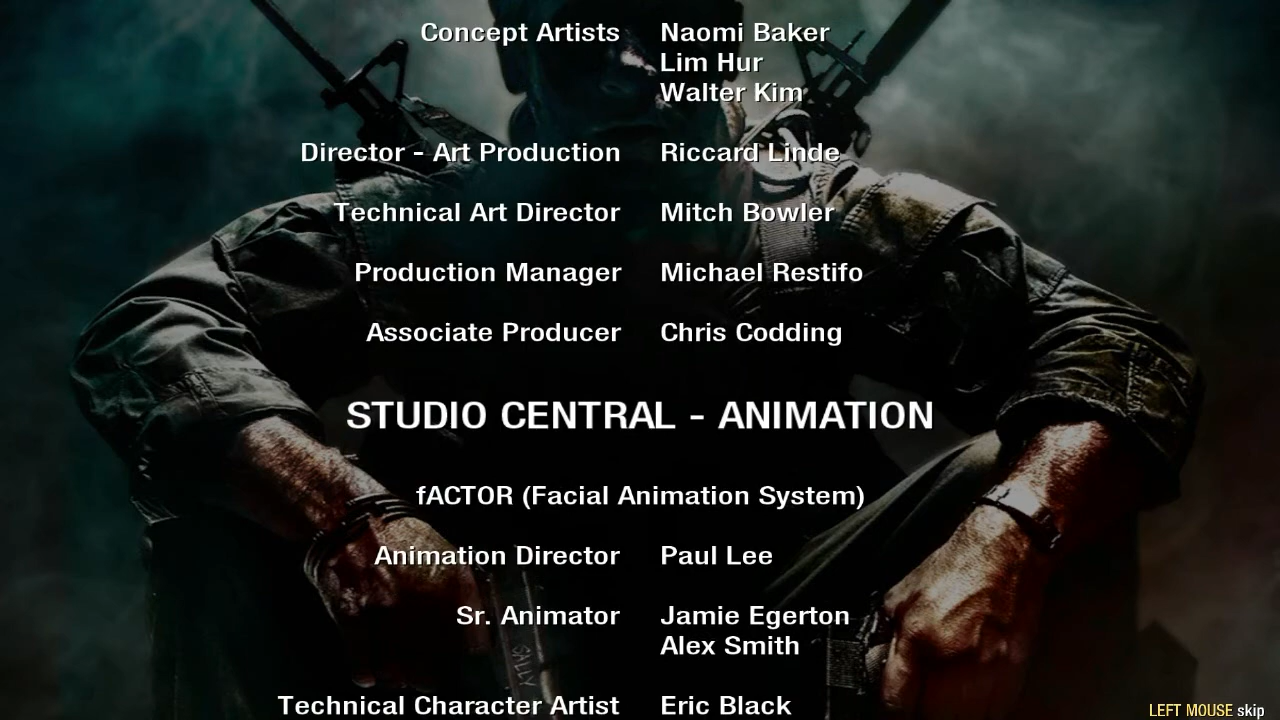 Concept Artists Naomi Baker
Lim Hur
Walter Kim
Director - Art Production Riccard Linde
Technical Art Director Mitch Bowler
Production Manager Michael Restifo
Associate Producer Chris Codding
STUDIO CENTRAL - ANIMATION
fACTOR (Facial Animation System)
Animation Director Paul Lee
Sr. Animator Jamie Egerton
Alex Smith
SALLY
Technical Character Artist Eric Black
LEFT MOUSE skip